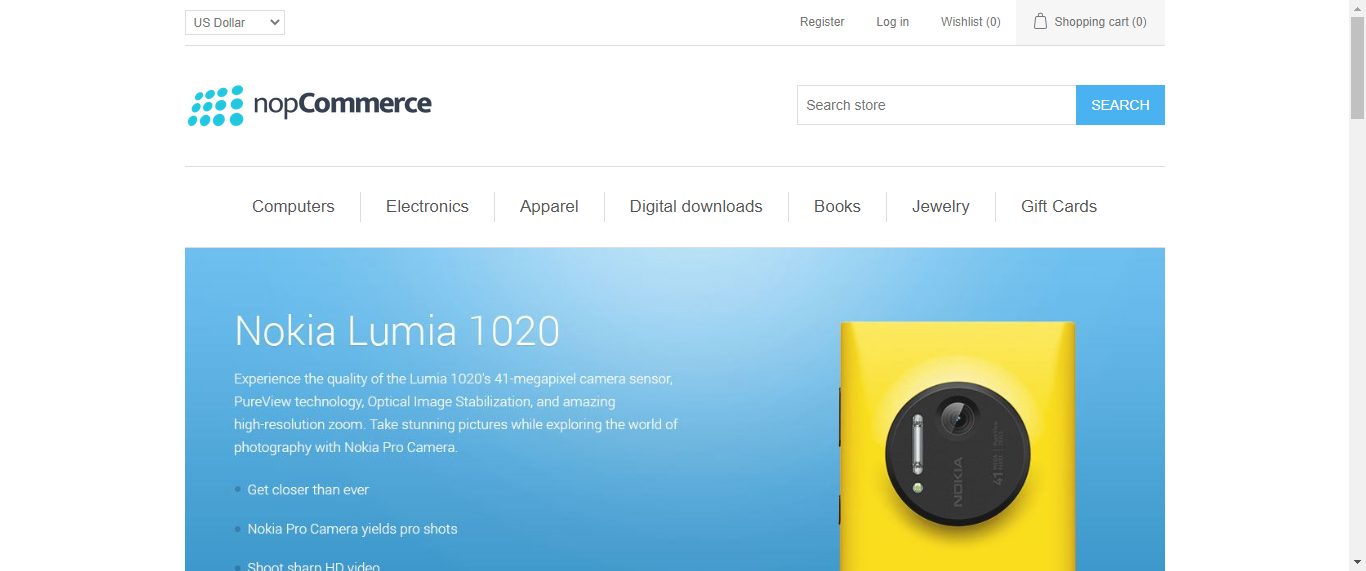 US Dollar
Register
Log in
Wishlist (0)
Shopping cart (0)
nopCommerce
Search store
SEARCH
Computers
Electronics
Apparel
Digital downloads
Books
Jewelry
Gift Cards
Nokia Lumia 1020
Experience the quality of the Lumia 1020's 41-megapixel camera sensor,
PureView technology, Optical Image Stabilization, and amazing
high-resolution zoom. Take stunning pictures while exploring the world of
photography with Nokia Pro Camera.
Get closer than ever
Nokia Pro Camera yields pro shots
Shoot sharp HD video
NOKIA
41